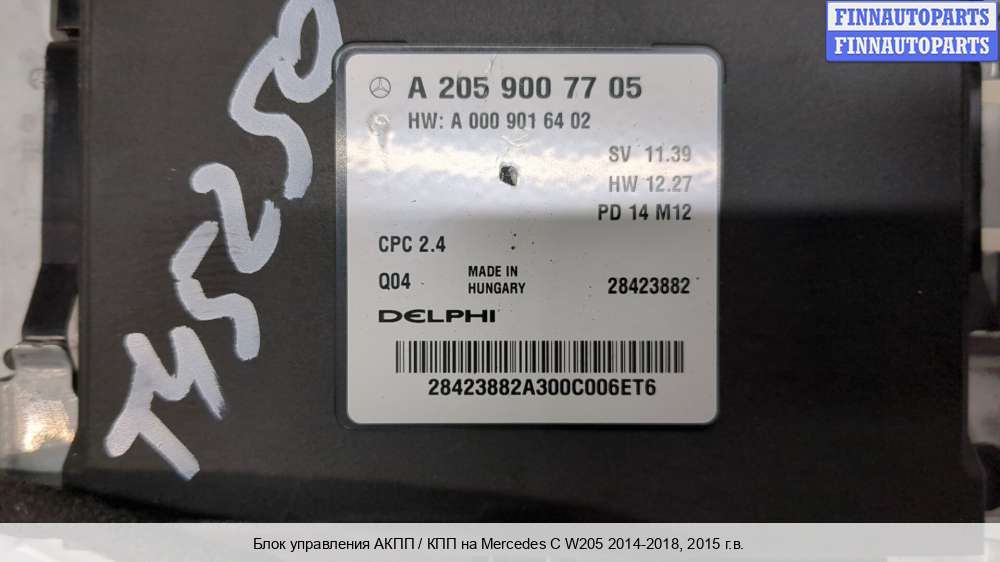 FINNAUTOPARTS
FINNAUTOPARTS
T45250
A 205 900 77 05
HW: A 000 901 64 02
SV 11.39
HW 12.27
PD 14 M12
CPC 2.4
Q04
MADE IN
HUNGARY
28423882
DELPHI
28423882A300C006ET6
Блок управления АКПП / КПП на Mercedes C W205 2014-2018, 2015 г.в.